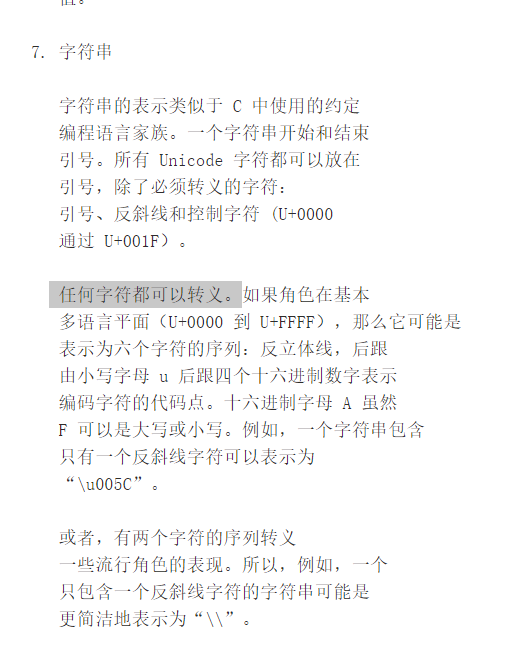 值。
7. 字符串
字符串的表示类似于 C 中使用的约定
编程语言家族。一个字符串开始和结束
引号。所有 Unicode 字符都可以放在
引号，除了必须转义的字符：
引号、反斜线和控制字符 (U+0000
通过 U+001F）。
任何字符都可以转义。如果角色在基本
多语言平面（U+0000 到 U+FFFF），那么它可能是
表示为六个字符的序列：反立体线，后跟
由小写字母 u 后跟四个十六进制数字表示
编码字符的代码点。十六进制字母 A 虽然
F 可以是大写或小写。例如，一个字符串包含
只有一个反斜线字符可以表示为
“\u005C”。
或者，有两个字符的序列转义
一些流行角色的表现。所以，例如，一个
只包含一个反斜线字符的字符串可能是
更简洁地表示为“\\”。